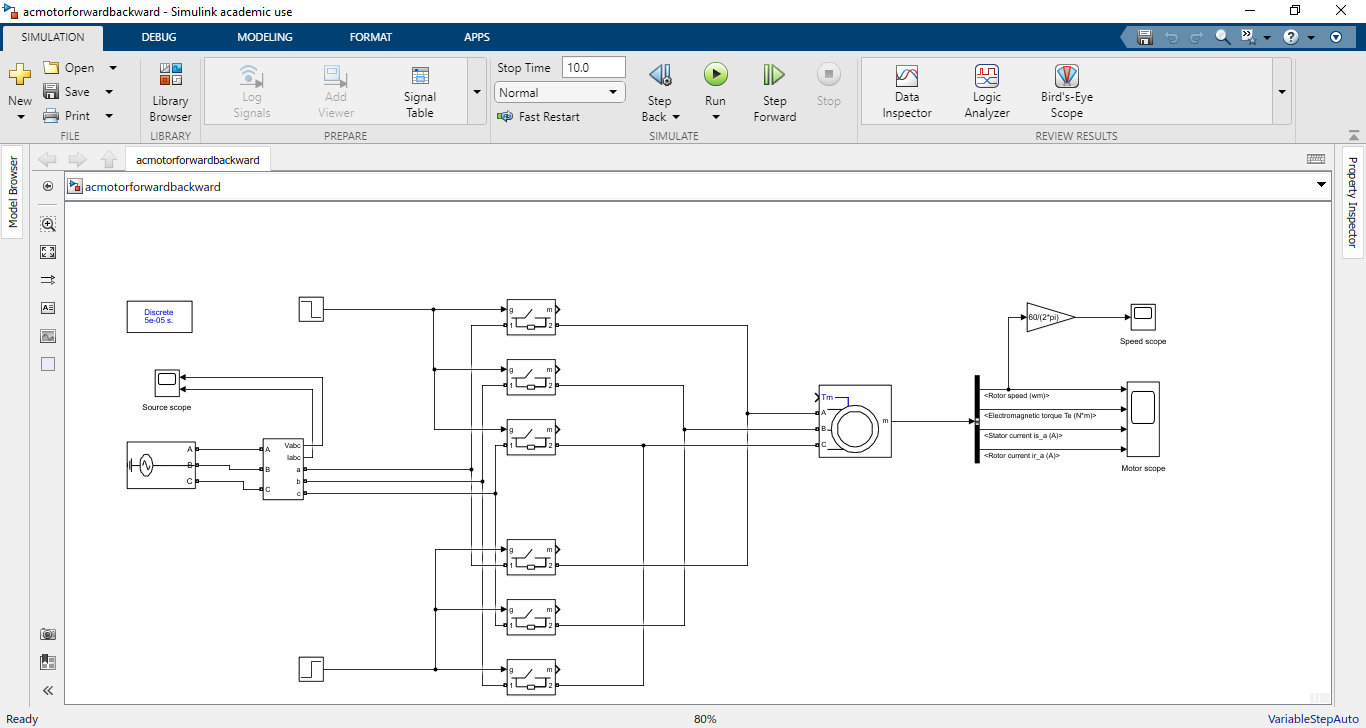 acmotorforwardbackward - Simulink academic use
SIMULATION DEBUG MODELING FORMAT APPS
New
Open
Save
Print
FILE
Library
Browser
LIBRARY
Log
Signals
Add
Viewer
Signal
Table
PREPARE
Stop Time 10.0
Normal
Fast Restart
Step
Back
Run
Step
Forward
Stop
SIMULATE
Data
Inspector
Logic
Analyzer
Bird's-Eye
Scope
REVIEW RESULTS
Model Browser
acmotorforwardbackward
acmotorforwardbackward
Property Inspector
Discrete
5e-05 s.
Source scope
A
B
C
A
B
C
Vabc
Iabc
a
b
c
g m
1 2
g m
1 2
g m
1 2
g m
1 2
g m
1 2
g m
1 2
Tm
A
B
C
m
60/(2*pi)
Speed scope
<Rotor speed (wm)>
<Electromagnetic torque Te (N*m)>
<Stator current is_a (A)>
<Rotor current ir_a (A)>
Motor scope
Ready 80% VariableStepAuto